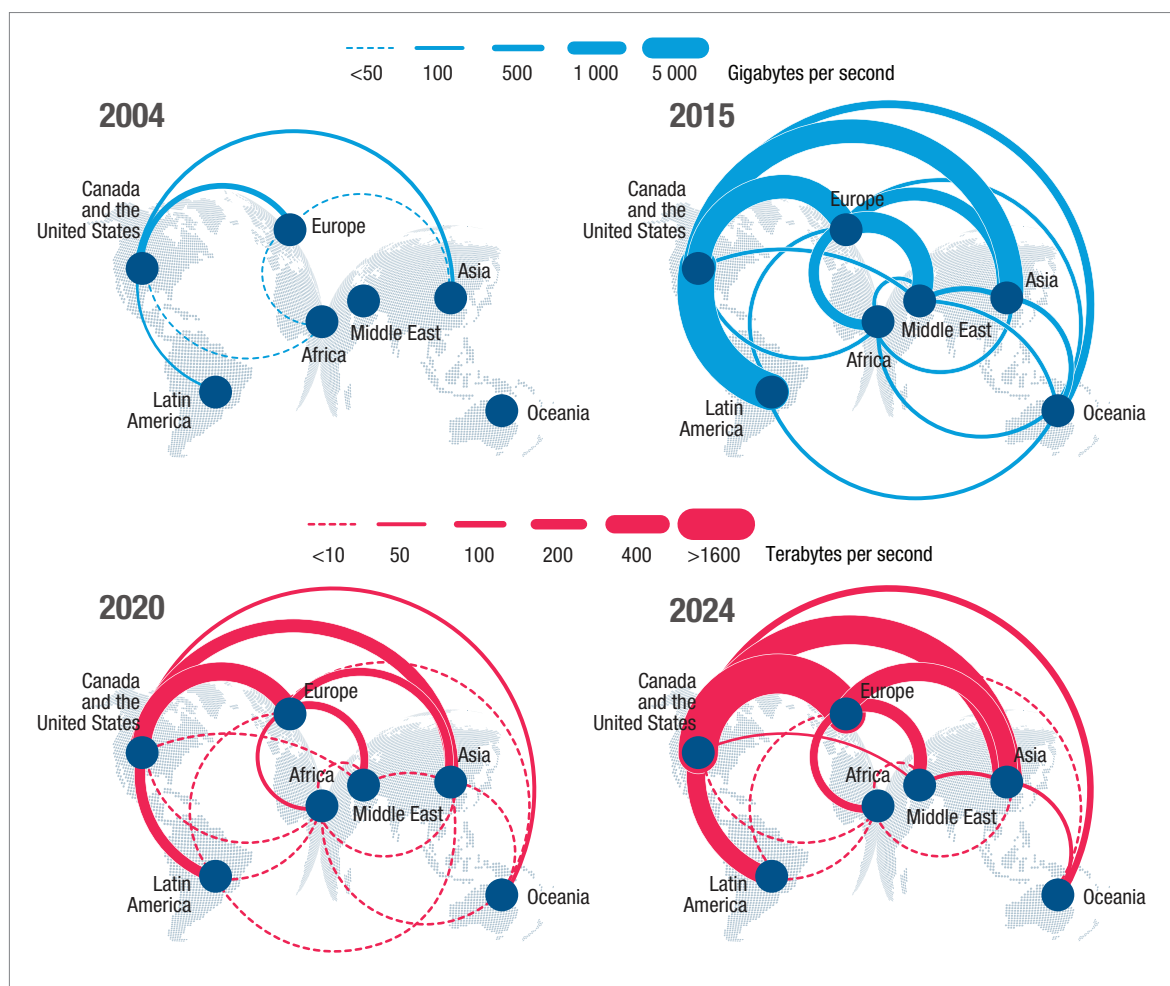 <50 100 500 1 000 5 000 Gigabytes per second
2004
Canada
and the
United States
Europe
Asia
Middle East
Africa
Latin
America
Oceania
2015
Canada
and the
United States
Europe
Asia
Middle East
Africa
Latin
America
Oceania
<10 50 100 200 400 >1600 Terabytes per second
2020
Canada
and the
United States
Europe
Africa
Asia
Middle East
Latin
America
Oceania
2024
Canada
and the
United States
Europe
Africa
Asia
Middle East
Latin
America
Oceania